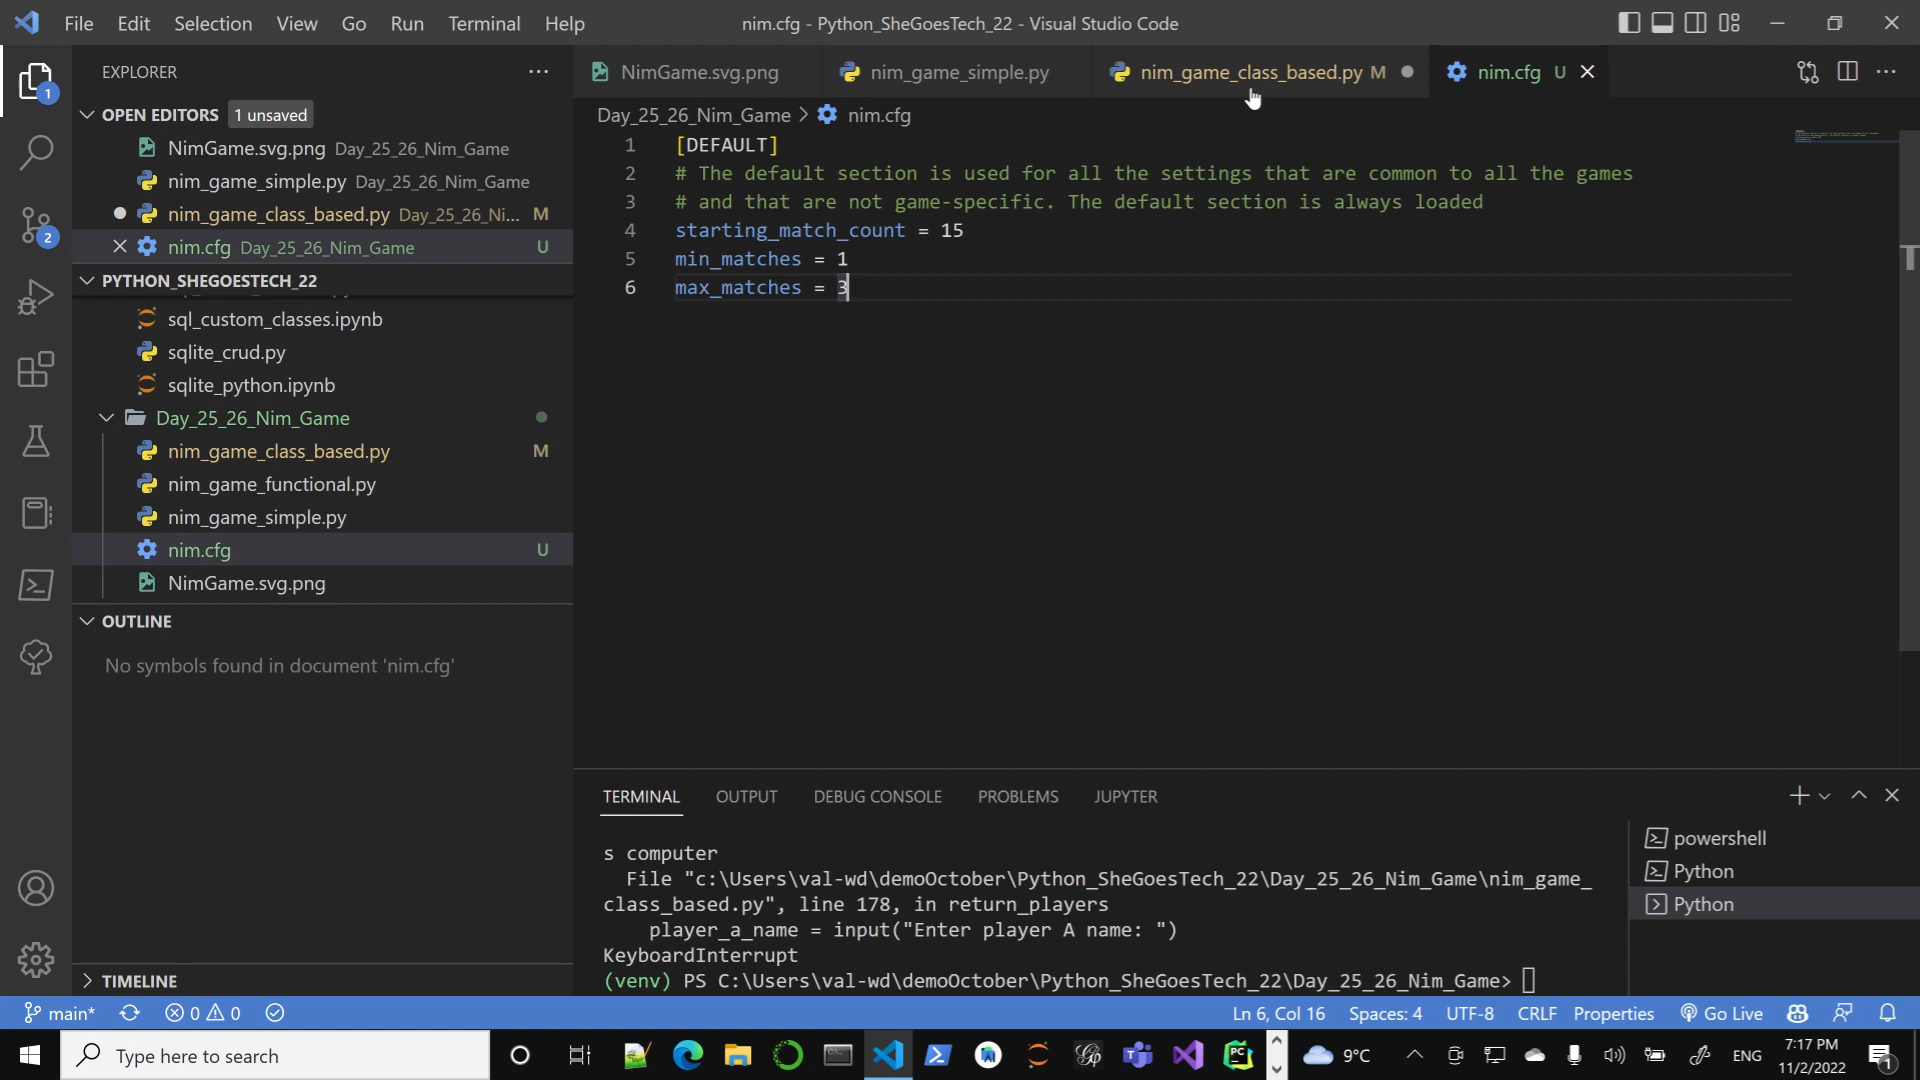 File Edit Selection View Go Run Terminal Help
nim.cfg - Python_SheGoesTech_22 - Visual Studio Code
EXPLORER
OPEN EDITORS 1 unsaved
NimGame.svg.png Day_25_26_Nim_Game
nim_game_simple.py Day_25_26_Nim_Game
nim_game_class_based.py Day_25_26_Ni... M
nim.cfg Day_25_26_Nim_Game U
PYTHON_SHEGOESTECH_22
sql_custom_classes.ipynb
sqlite_crud.py
sqlite_python.ipynb
Day_25_26_Nim_Game
nim_game_class_based.py M
nim_game_functional.py
nim_game_simple.py
nim.cfg U
NimGame.svg.png
OUTLINE
No symbols found in document 'nim.cfg'
TIMELINE
1
2
NimGame.svg.png nim_game_simple.py nim_game_class_based.py M nim.cfg U
Day_25_26_Nim_Game > nim.cfg
1 [DEFAULT]
2 # The default section is used for all the settings that are common to all the games
3 # and that are not game-specific. The default section is always loaded
4 starting_match_count = 15
5 min_matches = 1
6 max_matches = 3
TERMINAL OUTPUT DEBUG CONSOLE PROBLEMS JUPYTER
s computer
File "c:\Users\val-wd\demoOctober\Python_SheGoesTech_22\Day_25_26_Nim_Game\nim_game_
class_based.py", line 178, in return_players
player_a_name = input("Enter player A name: ")
KeyboardInterrupt
(venv) PS C:\Users\val-wd\demoOctober\Python_SheGoesTech_22\Day_25_26_Nim_Game>
powershell
Python
Python
main* 0 0 Ln 6, Col 16 Spaces: 4 UTF-8 CRLF Properties Go Live
Type here to search
PC
9°C
ENG
7:17 PM
11/2/2022
1